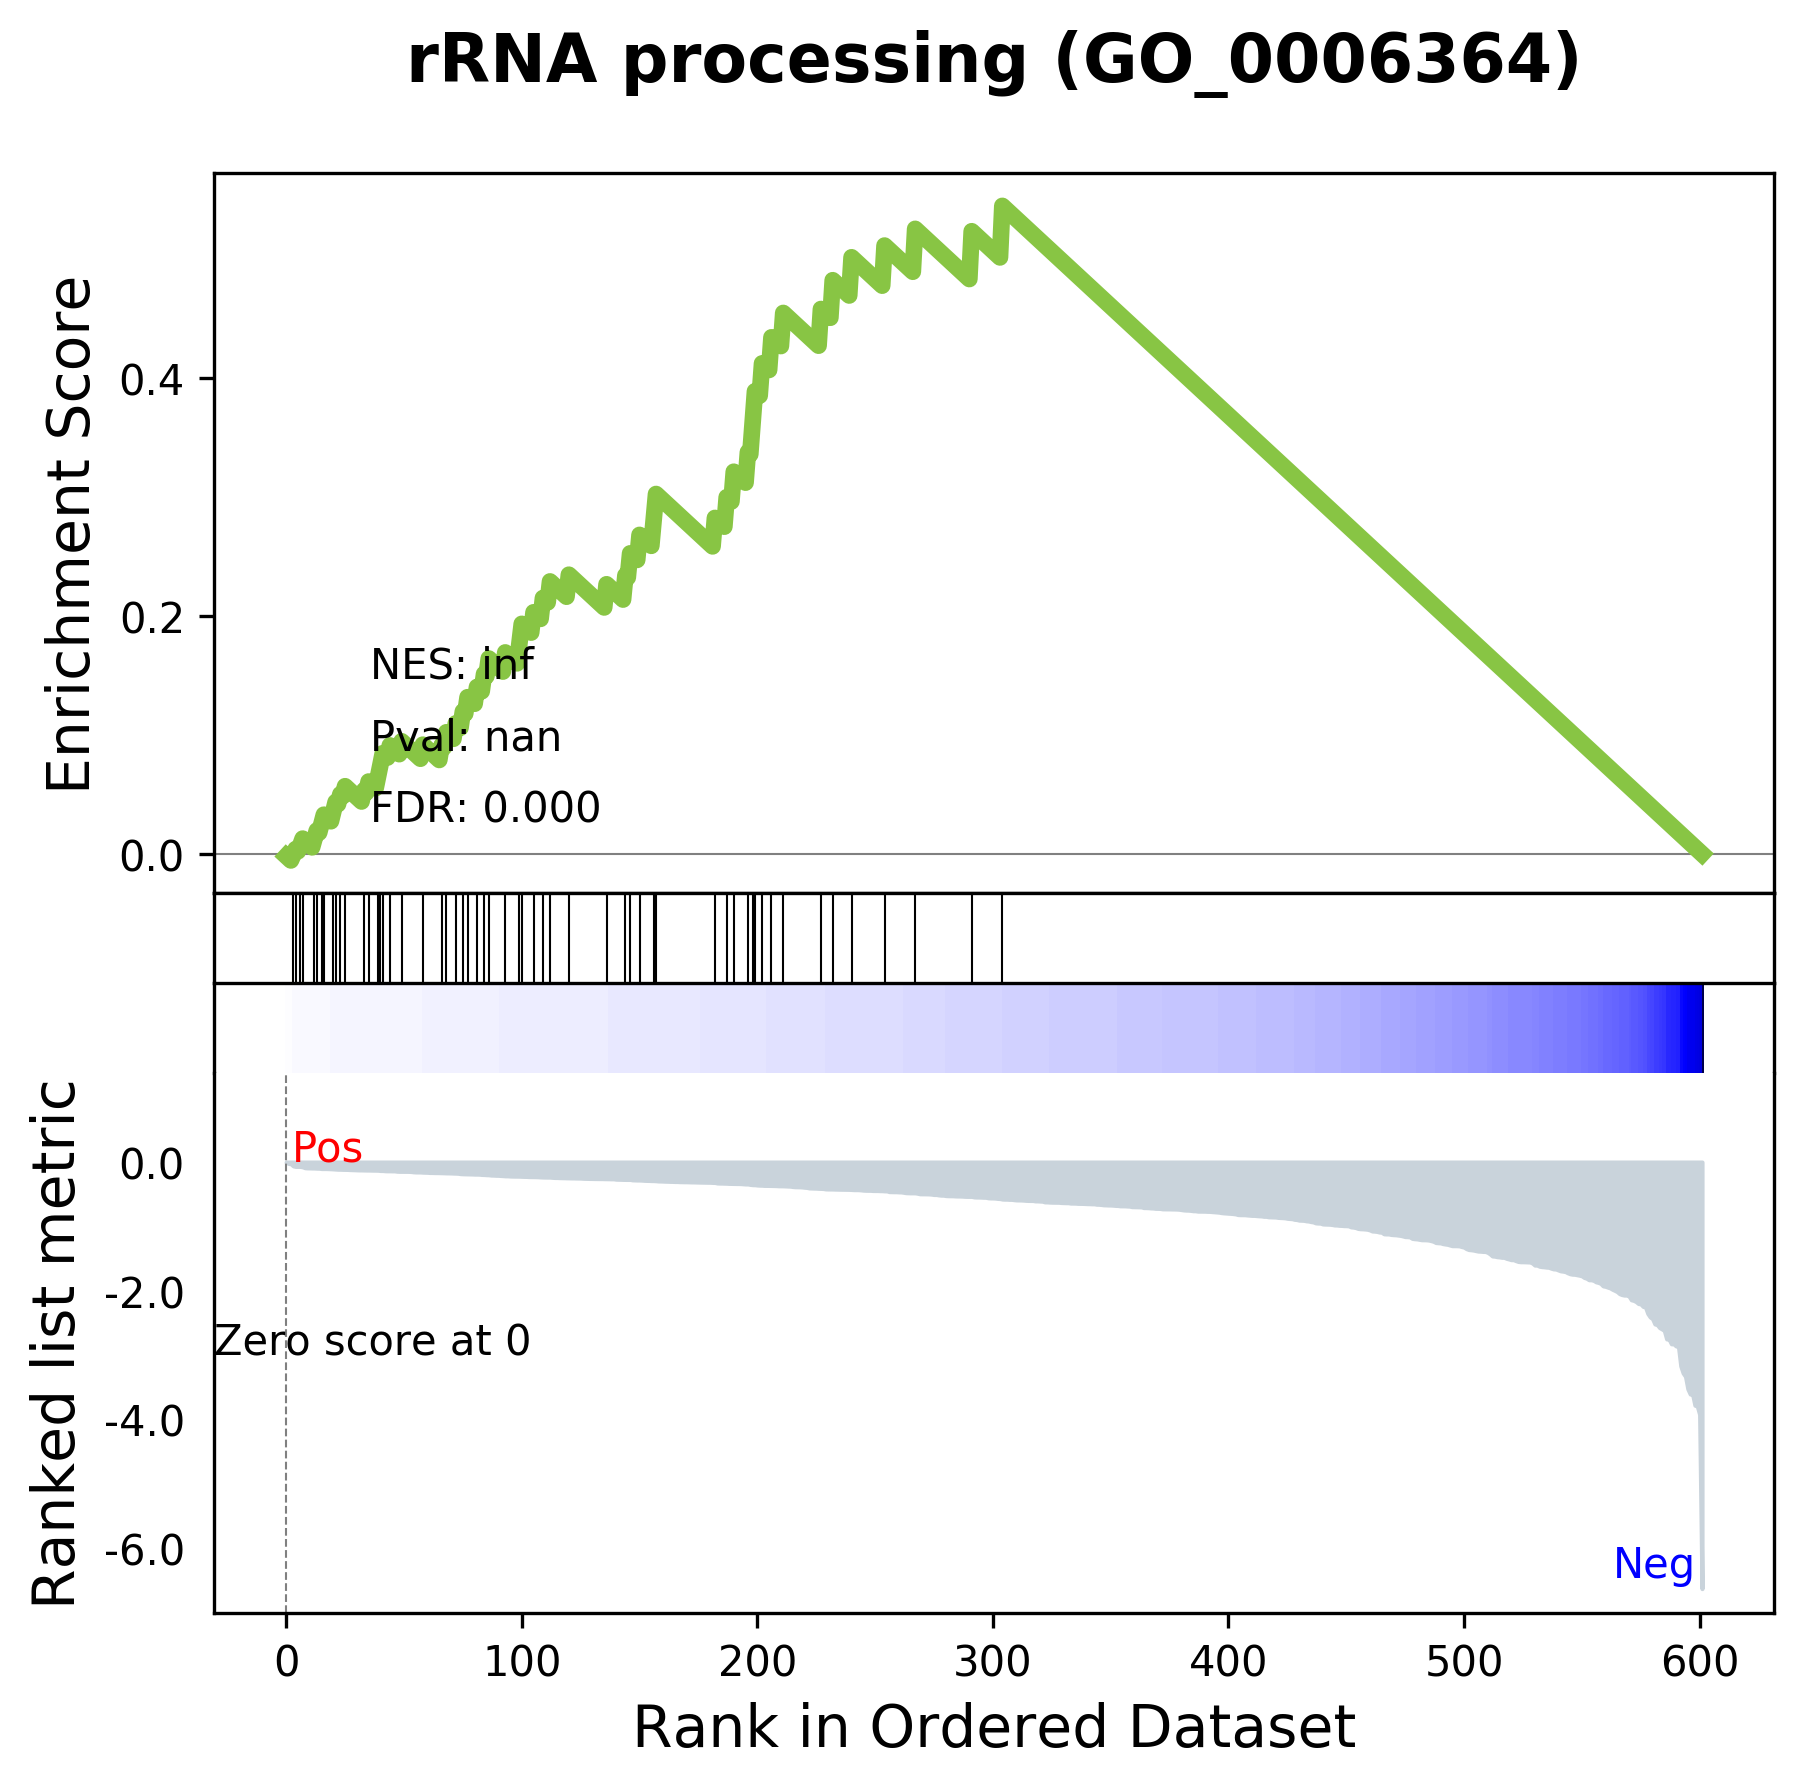 rRNA processing (GO_0006364)
Enrichment Score
0.4
0.2
0.0
NES: inf
Pval: nan
FDR: 0.000
Ranked list metric
0.0
-2.0
-4.0
-6.0
Pos
Zero score at 0
Neg
0 100 200 300 400 500 600
Rank in Ordered Dataset